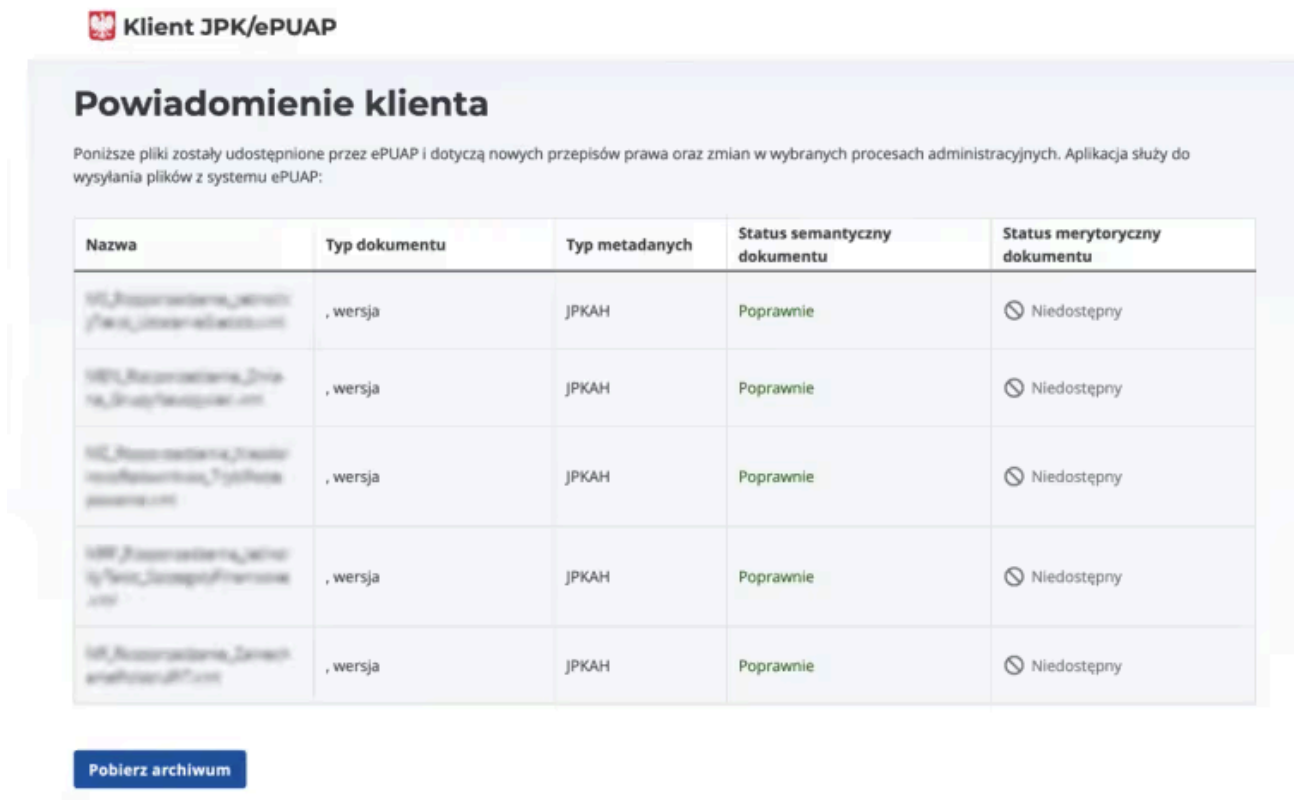 Klient JPK/ePUAP
Powiadomienie klienta
Poniższe pliki zostały udostępnione przez ePUAP i dotyczą nowych przepisów prawa oraz zmian w wybranych procesach administracyjnych. Aplikacja służy do
wysyłania plików z systemu ePUAP:
Nazwa Typ dokumentu Typ metadanych Status semantyczny dokumentu Status merytoryczny dokumentu
, wersja JPKAH Poprawnie Niedostępny
, wersja JPKAH Poprawnie Niedostępny
, wersja JPKAH Poprawnie Niedostępny
, wersja JPKAH Poprawnie Niedostępny
, wersja JPKAH Poprawnie Niedostępny
Pobierz archiwum